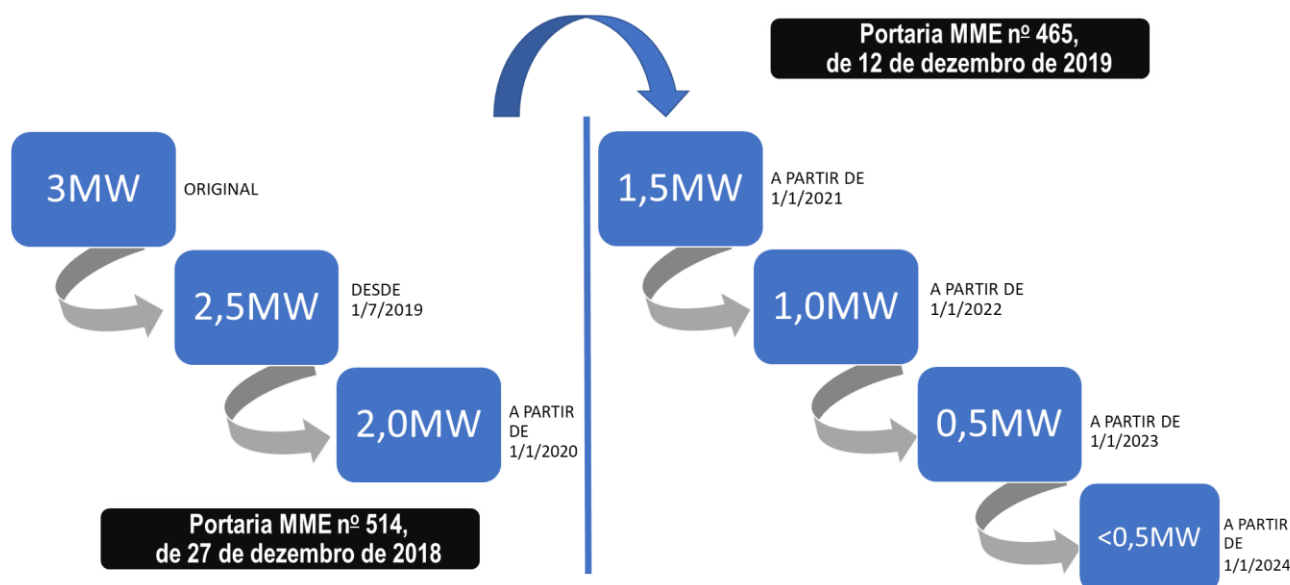 3MW
ORIGINAL
2,5MW
DESDE
1/7/2019
2,0MW
A PARTIR
DE
1/1/2020
Portaria MME nº 514,
de 27 de dezembro de 2018
Portaria MME nº 465,
de 12 de dezembro de 2019
1,5MW
A PARTIR DE
1/1/2021
1,0MW
A PARTIR DE
1/1/2022
0,5MW
A PARTIR DE
1/1/2023
<0,5MW
A PARTIR
DE
1/1/2024